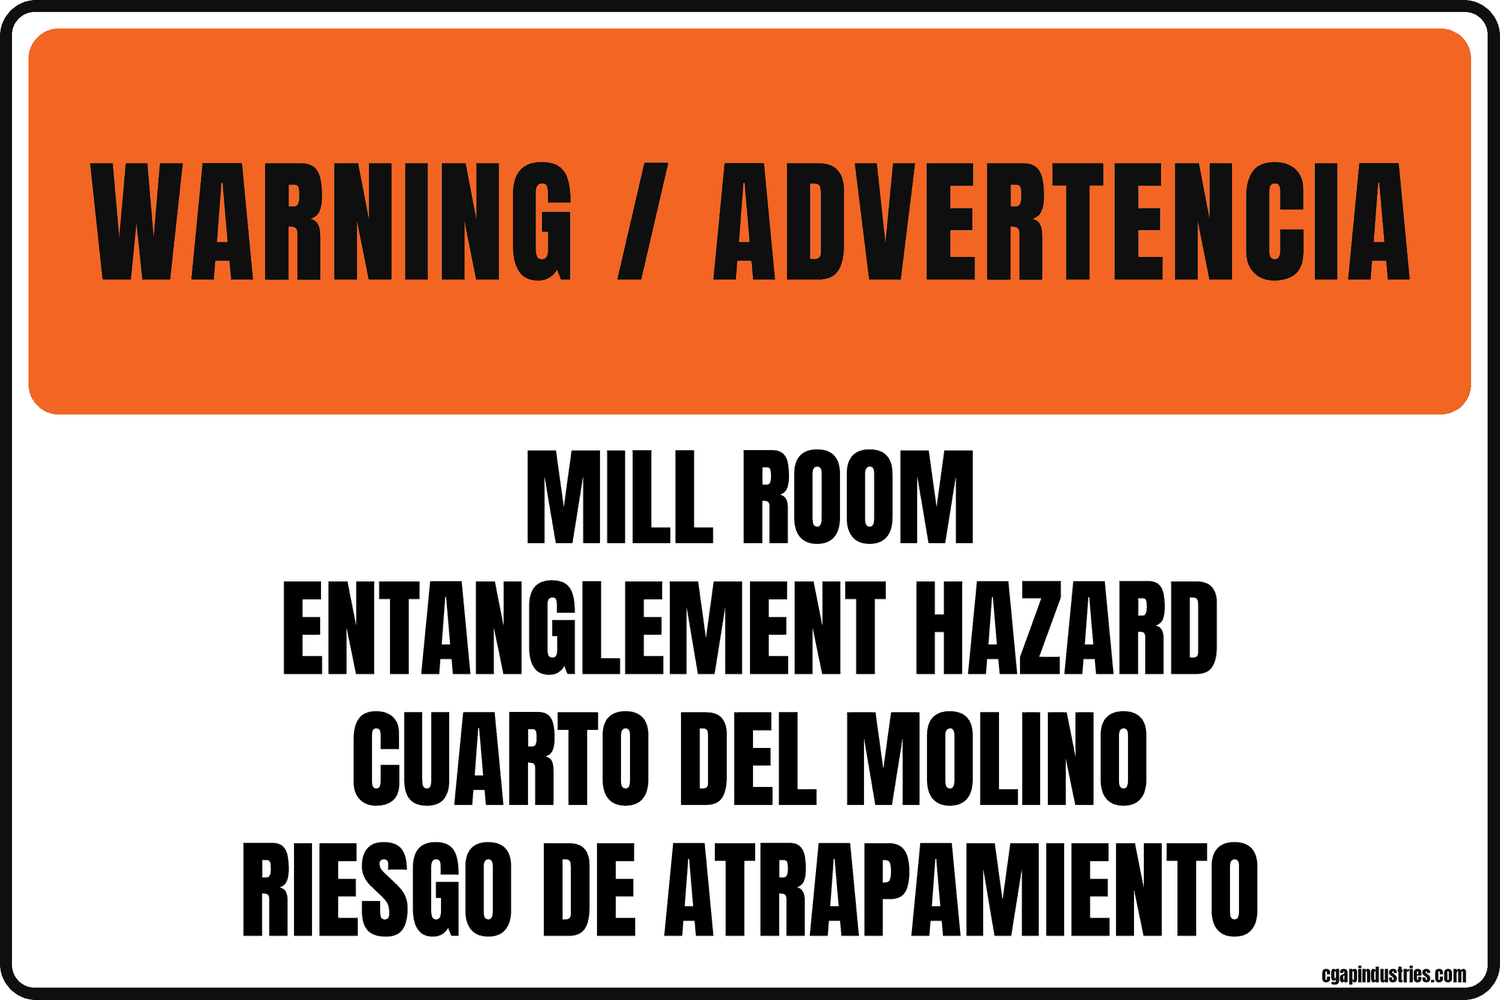 WARNING / ADVERTENCIA
MILL ROOM
ENTANGLEMENT HAZARD
CUARTO DEL MOLINO
RIESGO DE ATRAPAMIENTO
cgapindustries.com